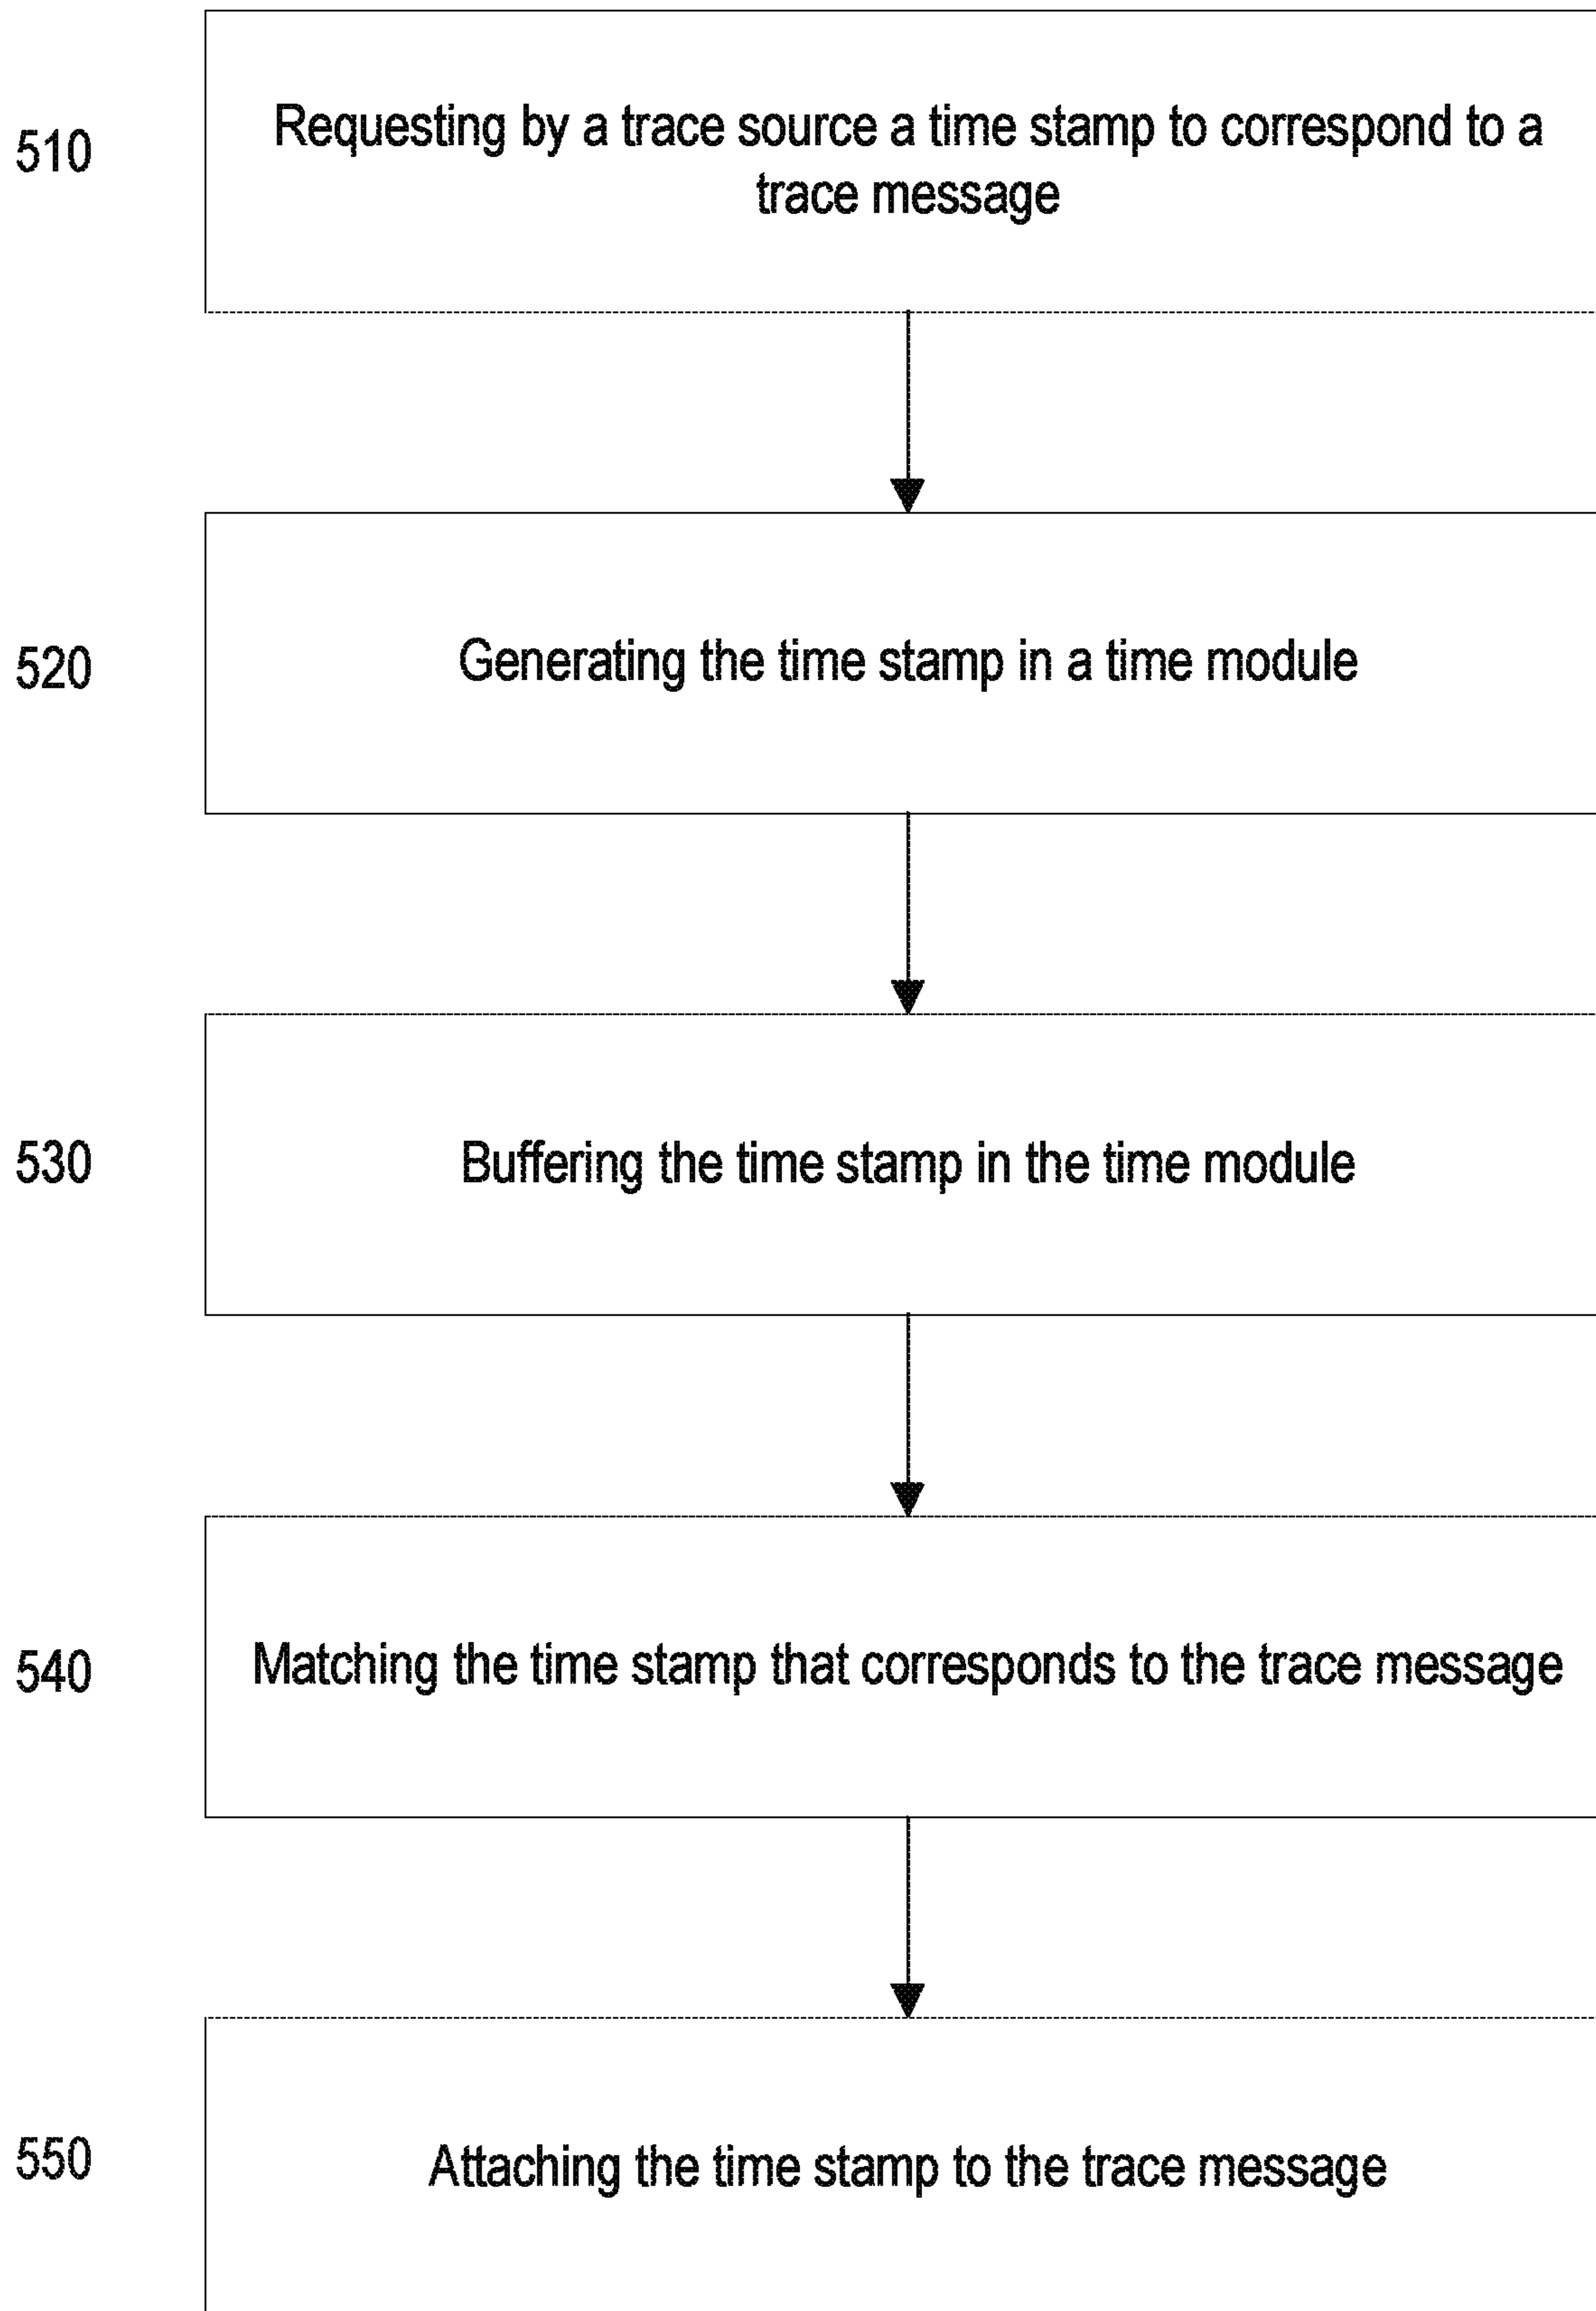 510
Requesting by a trace source a time stamp to correspond to a
trace message
520
Generating the time stamp in a time module
530
Buffering the time stamp in the time module
540
Matching the time stamp that corresponds to the trace message
550
Attaching the time stamp to the trace message